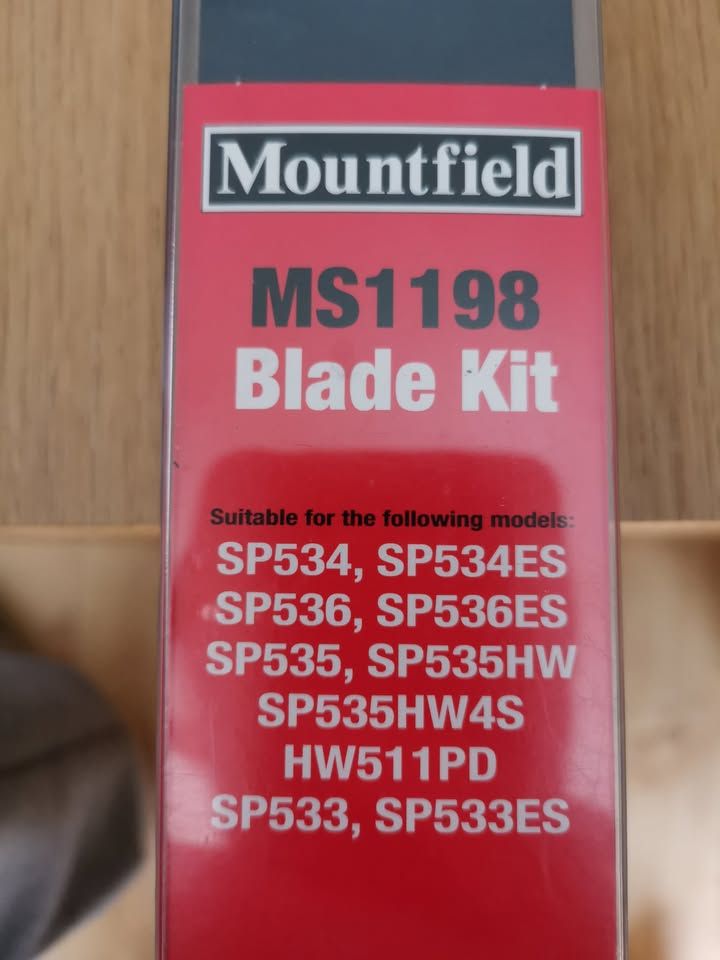 Mountfield
MS1198
Blade Kit
Suitable for the following models:
SP534, SP534ES
SP536, SP536ES
SP535, SP535HW
SP535HW4S
HW511PD
SP533, SP533ES